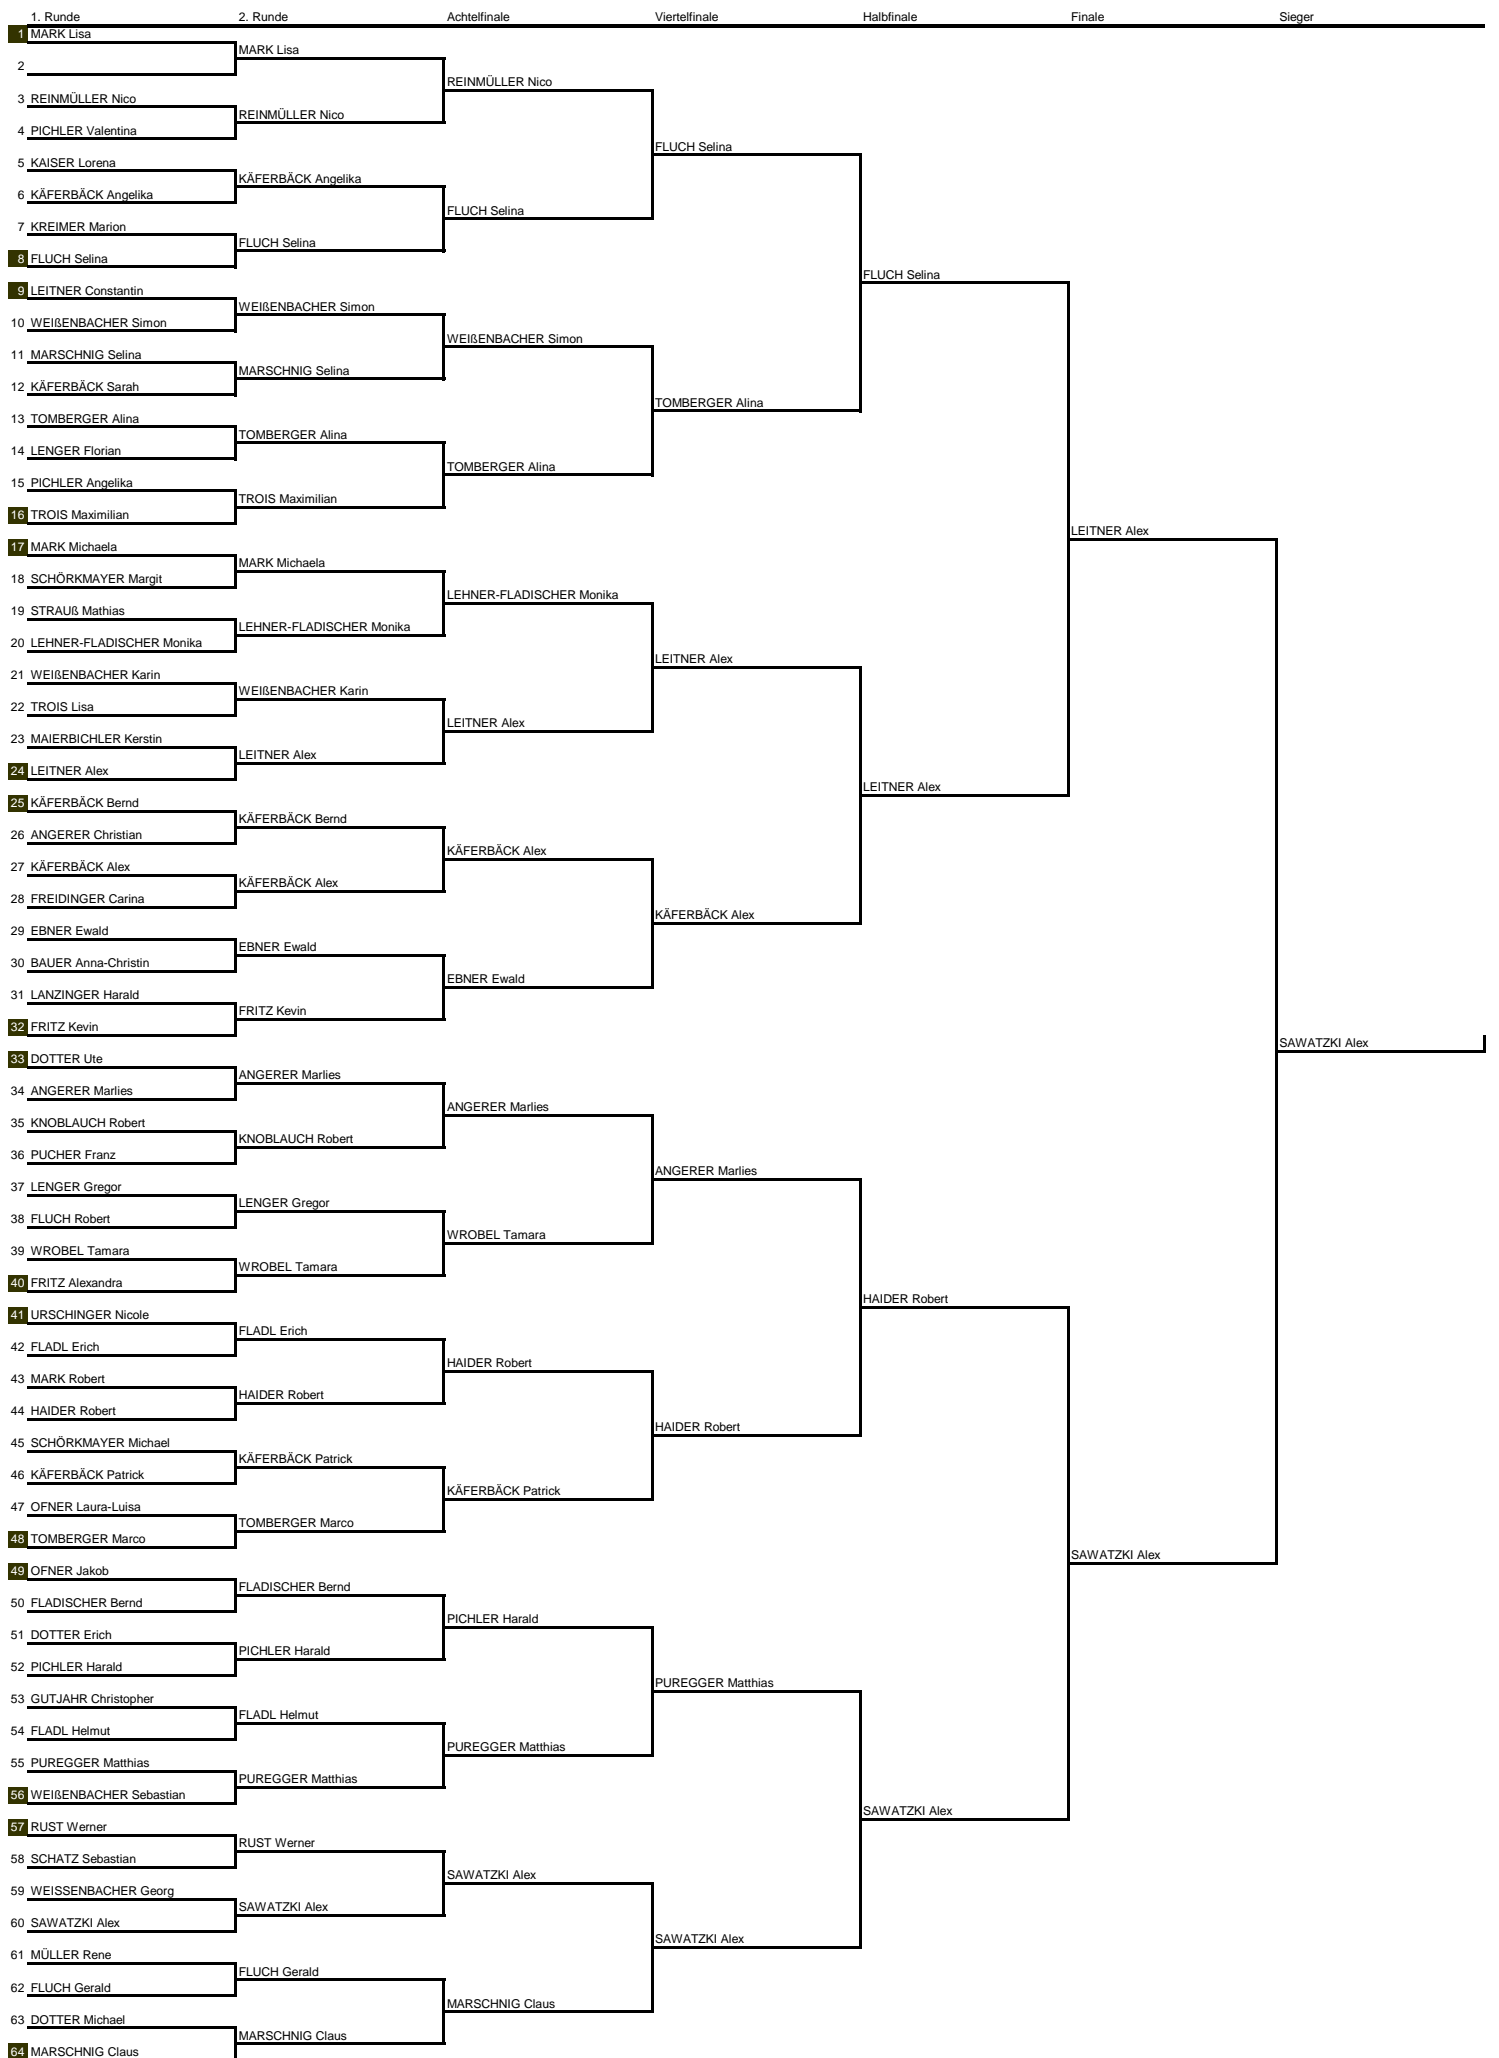 1. Runde 2. Runde Achtelfinale Viertelfinale Halbfinale Finale Sieger
1 MARK Lisa
MARK Lisa
2
REINMÜLLER Nico
3 REINMÜLLER Nico
REINMÜLLER Nico
4 PICHLER Valentina
FLUCH Selina
5 KAISER Lorena
KÄFERBÄCK Angelika
6 KÄFERBÄCK Angelika
FLUCH Selina
7 KREIMER Marion
FLUCH Selina
8 FLUCH Selina
FLUCH Selina
9 LEITNER Constantin
WEIßENBACHER Simon
10 WEIßENBACHER Simon
WEIßENBACHER Simon
11 MARSCHNIG Selina
MARSCHNIG Selina
12 KÄFERBÄCK Sarah
TOMBERGER Alina
13 TOMBERGER Alina
TOMBERGER Alina
14 LENGER Florian
TOMBERGER Alina
15 PICHLER Angelika
TROIS Maximilian
16 TROIS Maximilian
LEITNER Alex
17 MARK Michaela
MARK Michaela
18 SCHÖRKMAYER Margit
LEHNER-FLADISCHER Monika
19 STRAUß Mathias
LEHNER-FLADISCHER Monika
20 LEHNER-FLADISCHER Monika
LEITNER Alex
21 WEIßENBACHER Karin
WEIßENBACHER Karin
22 TROIS Lisa
LEITNER Alex
23 MAIERBICHLER Kerstin
LEITNER Alex
24 LEITNER Alex
LEITNER Alex
25 KÄFERBÄCK Bernd
KÄFERBÄCK Bernd
26 ANGERER Christian
KÄFERBÄCK Alex
27 KÄFERBÄCK Alex
KÄFERBÄCK Alex
28 FREIDINGER Carina
KÄFERBÄCK Alex
29 EBNER Ewald
EBNER Ewald
30 BAUER Anna-Christin
EBNER Ewald
31 LANZINGER Harald
FRITZ Kevin
32 FRITZ Kevin
SAWATZKI Alex
33 DOTTER Ute
ANGERER Marlies
34 ANGERER Marlies
ANGERER Marlies
35 KNOBLAUCH Robert
KNOBLAUCH Robert
36 PUCHER Franz
ANGERER Marlies
37 LENGER Gregor
LENGER Gregor
38 FLUCH Robert
WROBEL Tamara
39 WROBEL Tamara
WROBEL Tamara
40 FRITZ Alexandra
HAIDER Robert
41 URSCHINGER Nicole
FLADL Erich
42 FLADL Erich
HAIDER Robert
43 MARK Robert
HAIDER Robert
44 HAIDER Robert
HAIDER Robert
45 SCHÖRKMAYER Michael
KÄFERBÄCK Patrick
46 KÄFERBÄCK Patrick
KÄFERBÄCK Patrick
47 OFNER Laura-Luisa
TOMBERGER Marco
48 TOMBERGER Marco
SAWATZKI Alex
49 OFNER Jakob
FLADISCHER Bernd
50 FLADISCHER Bernd
PICHLER Harald
51 DOTTER Erich
PICHLER Harald
52 PICHLER Harald
PUREGGER Matthias
53 GUTJAHR Christopher
FLADL Helmut
54 FLADL Helmut
PUREGGER Matthias
55 PUREGGER Matthias
PUREGGER Matthias
56 WEIßENBACHER Sebastian
SAWATZKI Alex
57 RUST Werner
RUST Werner
58 SCHATZ Sebastian
SAWATZKI Alex
59 WEISSENBACHER Georg
SAWATZKI Alex
60 SAWATZKI Alex
SAWATZKI Alex
61 MÜLLER Rene
FLUCH Gerald
62 FLUCH Gerald
MARSCHNIG Claus
63 DOTTER Michael
MARSCHNIG Claus
64 MARSCHNIG Claus